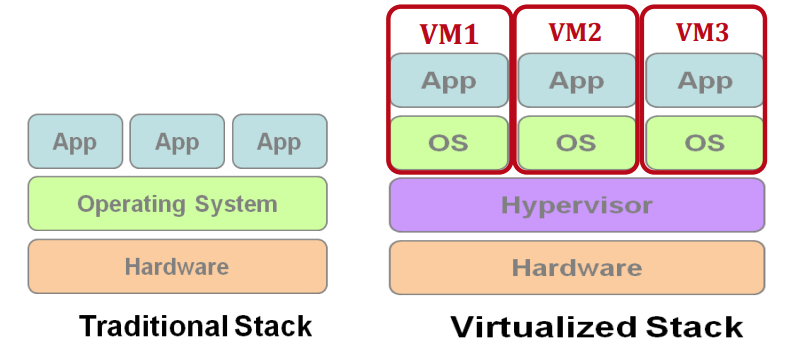 App App App
Operating System
Hardware
Traditional Stack
VM1 VM2 VM3
App App App
OS OS OS
Hypervisor
Hardware
Virtualized Stack